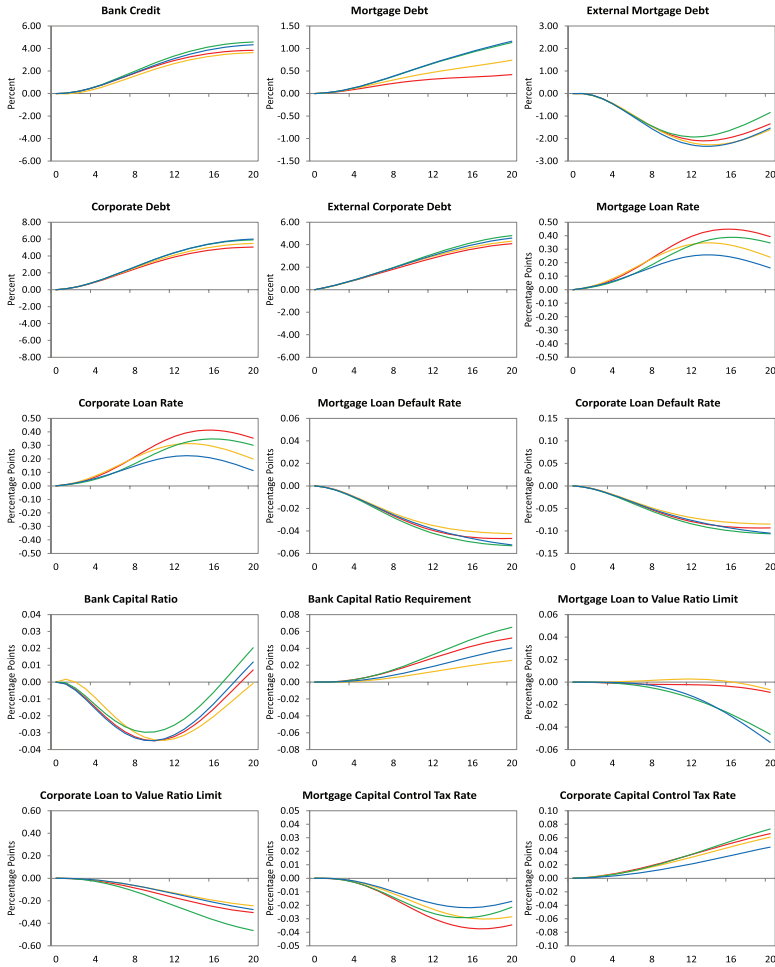 Bank Credit
Mortgage Debt
External Mortgage Debt
Percent
6.00
4.00
2.00
0.00
-2.00
-4.00
-6.00
0 4 8 12 16 20
Percent
1.50
1.00
0.50
0.00
-0.50
-1.00
-1.50
0 4 8 12 16 20
Percent
3.00
2.00
1.00
0.00
-1.00
-2.00
-3.00
0 4 8 12 16 20
Corporate Debt
External Corporate Debt
Mortgage Loan Rate
Percent
8.00
6.00
4.00
2.00
0.00
-2.00
-4.00
-6.00
-8.00
0 4 8 12 16 20
Percent
6.00
4.00
2.00
0.00
-2.00
-4.00
-6.00
0 4 8 12 16 20
Percentage Points
0.50
0.40
0.30
0.20
0.10
0.00
-0.10
-0.20
-0.30
-0.40
-0.50
0 4 8 12 16 20
Corporate Loan Rate
Mortgage Loan Default Rate
Corporate Loan Default Rate
Percentage Points
0.50
0.40
0.30
0.20
0.10
0.00
-0.10
-0.20
-0.30
-0.40
-0.50
0 4 8 12 16 20
Percentage Points
0.06
0.04
0.02
0.00
-0.02
-0.04
-0.06
0 4 8 12 16 20
Percentage Points
0.15
0.10
0.05
0.00
-0.05
-0.10
-0.15
0 4 8 12 16 20
Bank Capital Ratio
Bank Capital Ratio Requirement
Mortgage Loan to Value Ratio Limit
Percentage Points
0.04
0.03
0.02
0.01
0.00
-0.01
-0.02
-0.03
-0.04
0 4 8 12 16 20
Percentage Points
0.08
0.06
0.04
0.02
0.00
-0.02
-0.04
-0.06
-0.08
0 4 8 12 16 20
Percentage Points
0.06
0.04
0.02
0.00
-0.02
-0.04
-0.06
0 4 8 12 16 20
Corporate Loan to Value Ratio Limit
Mortgage Capital Control Tax Rate
Corporate Capital Control Tax Rate
Percentage Points
0.60
0.40
0.20
0.00
-0.20
-0.40
-0.60
0 4 8 12 16 20
Percentage Points
0.05
0.04
0.03
0.02
0.01
0.00
-0.01
-0.02
-0.03
-0.04
-0.05
0 4 8 12 16 20
Percentage Points
0.10
0.08
0.06
0.04
0.02
0.00
-0.02
-0.04
-0.06
-0.08
-0.10
0 4 8 12 16 20